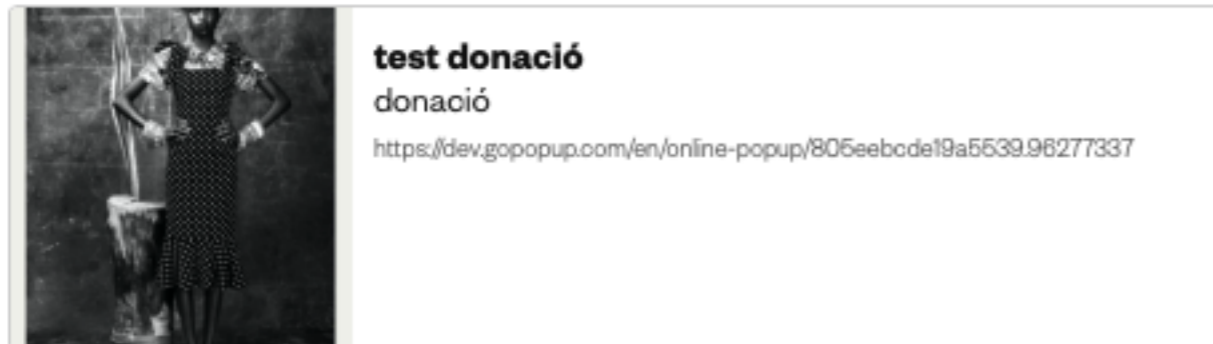 test donació
donació
https://dev.gopopup.com/en/online-popup/805eebcde19a5539.96277337